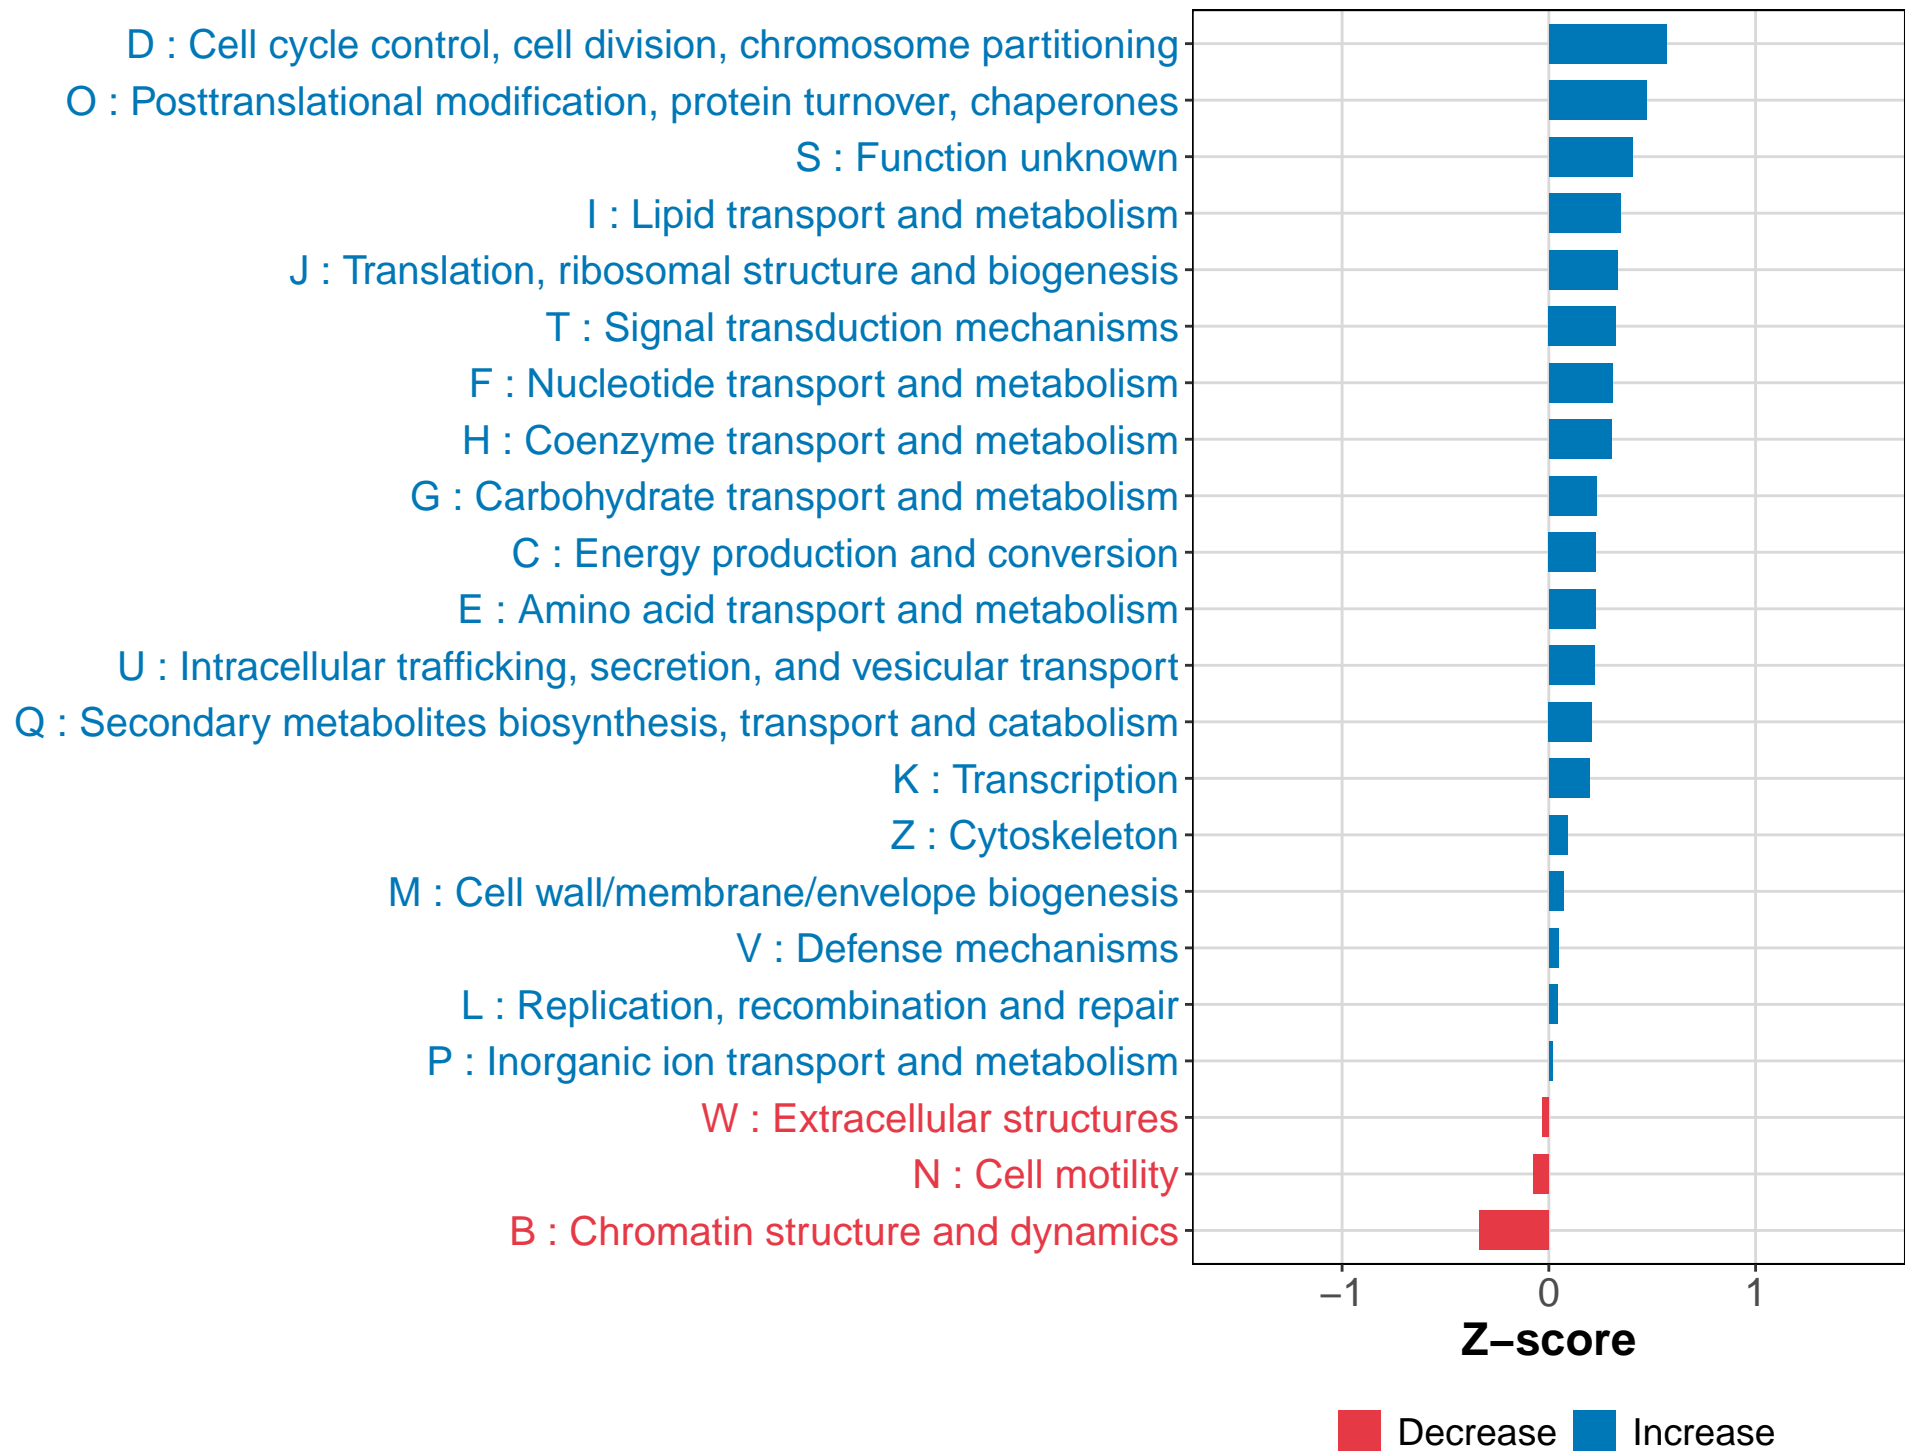 D : Cell cycle control, cell division, chromosome partitioning
O : Posttranslational modification, protein turnover, chaperones
S : Function unknown
I : Lipid transport and metabolism
J : Translation, ribosomal structure and biogenesis
T : Signal transduction mechanisms
F : Nucleotide transport and metabolism
H : Coenzyme transport and metabolism
G : Carbohydrate transport and metabolism
C : Energy production and conversion
E : Amino acid transport and metabolism
U : Intracellular trafficking, secretion, and vesicular transport
Q : Secondary metabolites biosynthesis, transport and catabolism
K : Transcription
Z : Cytoskeleton
M : Cell wall/membrane/envelope biogenesis
V : Defense mechanisms
L : Replication, recombination and repair
P : Inorganic ion transport and metabolism
W : Extracellular structures
N : Cell motility
B : Chromatin structure and dynamics
−1 0 1
Z−score
Decrease Increase